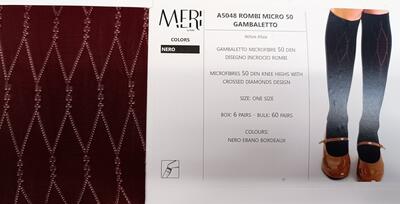 MERI
COLORS
NERO
A5048 ROMBI MICRO 50
GAMBALETTO
GAMBALETTO MICROFIBRE 50 DEN
DISEGNO INCROCIO ROMBI
MICROFIBRES 50 DEN KNEE HIGHS WITH
CROSSED DIAMONDS DESIGN
SIZE: ONE SIZE
BOX: 6 PAIRS - BULK: 60 PAIRS
COLOURS:
NERO EBANO BORDEAUX